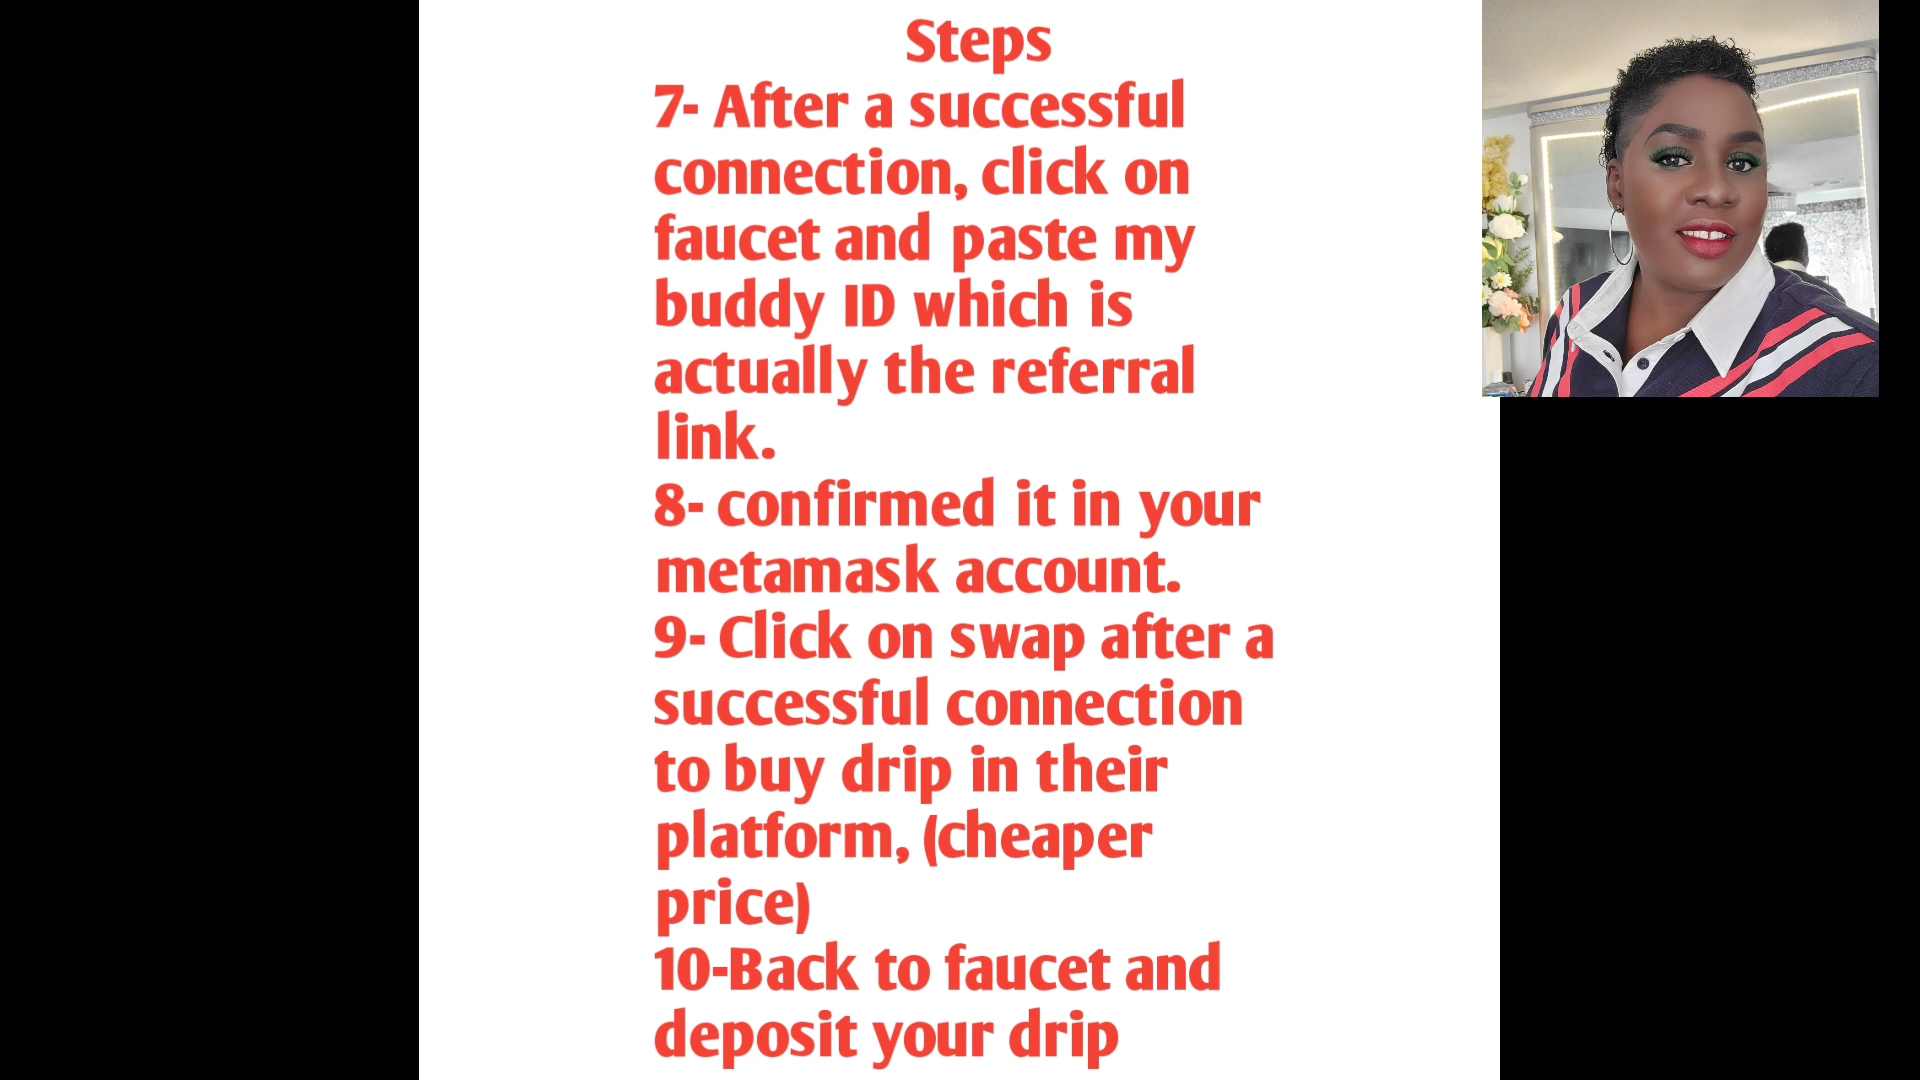 Steps
7- After a successful
connection, click on
faucet and paste my
buddy ID which is
actually the referral
link.
8- confirmed it in your
metamask account.
9- Click on swap after a
successful connection
to buy drip in their
platform, (cheaper
price)
10-Back to faucet and
deposit your drip